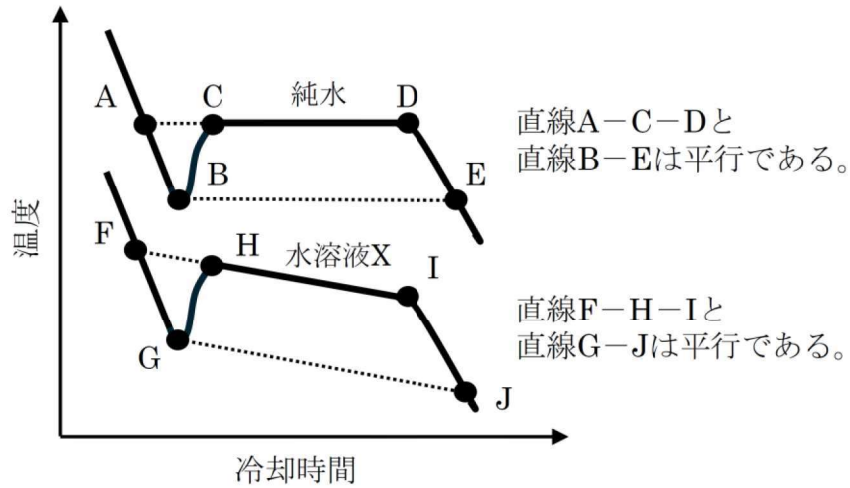 A
C
純水
D
直線A－C－Dと
直線B－Eは平行である。
B
E
温度
F
H
水溶液X
I
直線F－H－Iと
直線G－Jは平行である。
G
J
冷却時間